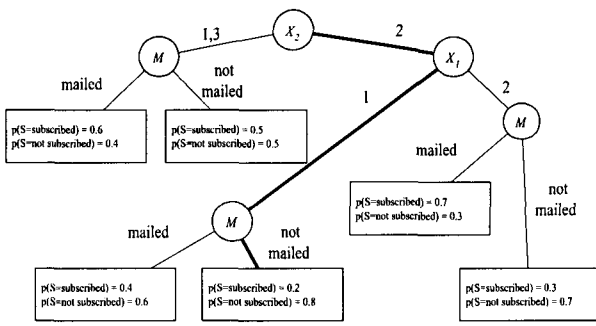 X2
1,3
2
M
X1
mailed
not
mailed
1
2
M
p(S=subscribed) = 0.6
p(S=not subscribed) = 0.4
p(S=subscribed) = 0.5
p(S=not subscribed) = 0.5
mailed
not
mailed
p(S=subscribed) = 0.7
p(S=not subscribed) = 0.3
M
mailed
not
mailed
p(S=subscribed) = 0.4
p(S=not subscribed) = 0.6
p(S=subscribed) = 0.2
p(S=not subscribed) = 0.8
p(S=subscribed) = 0.3
p(S=not subscribed) = 0.7